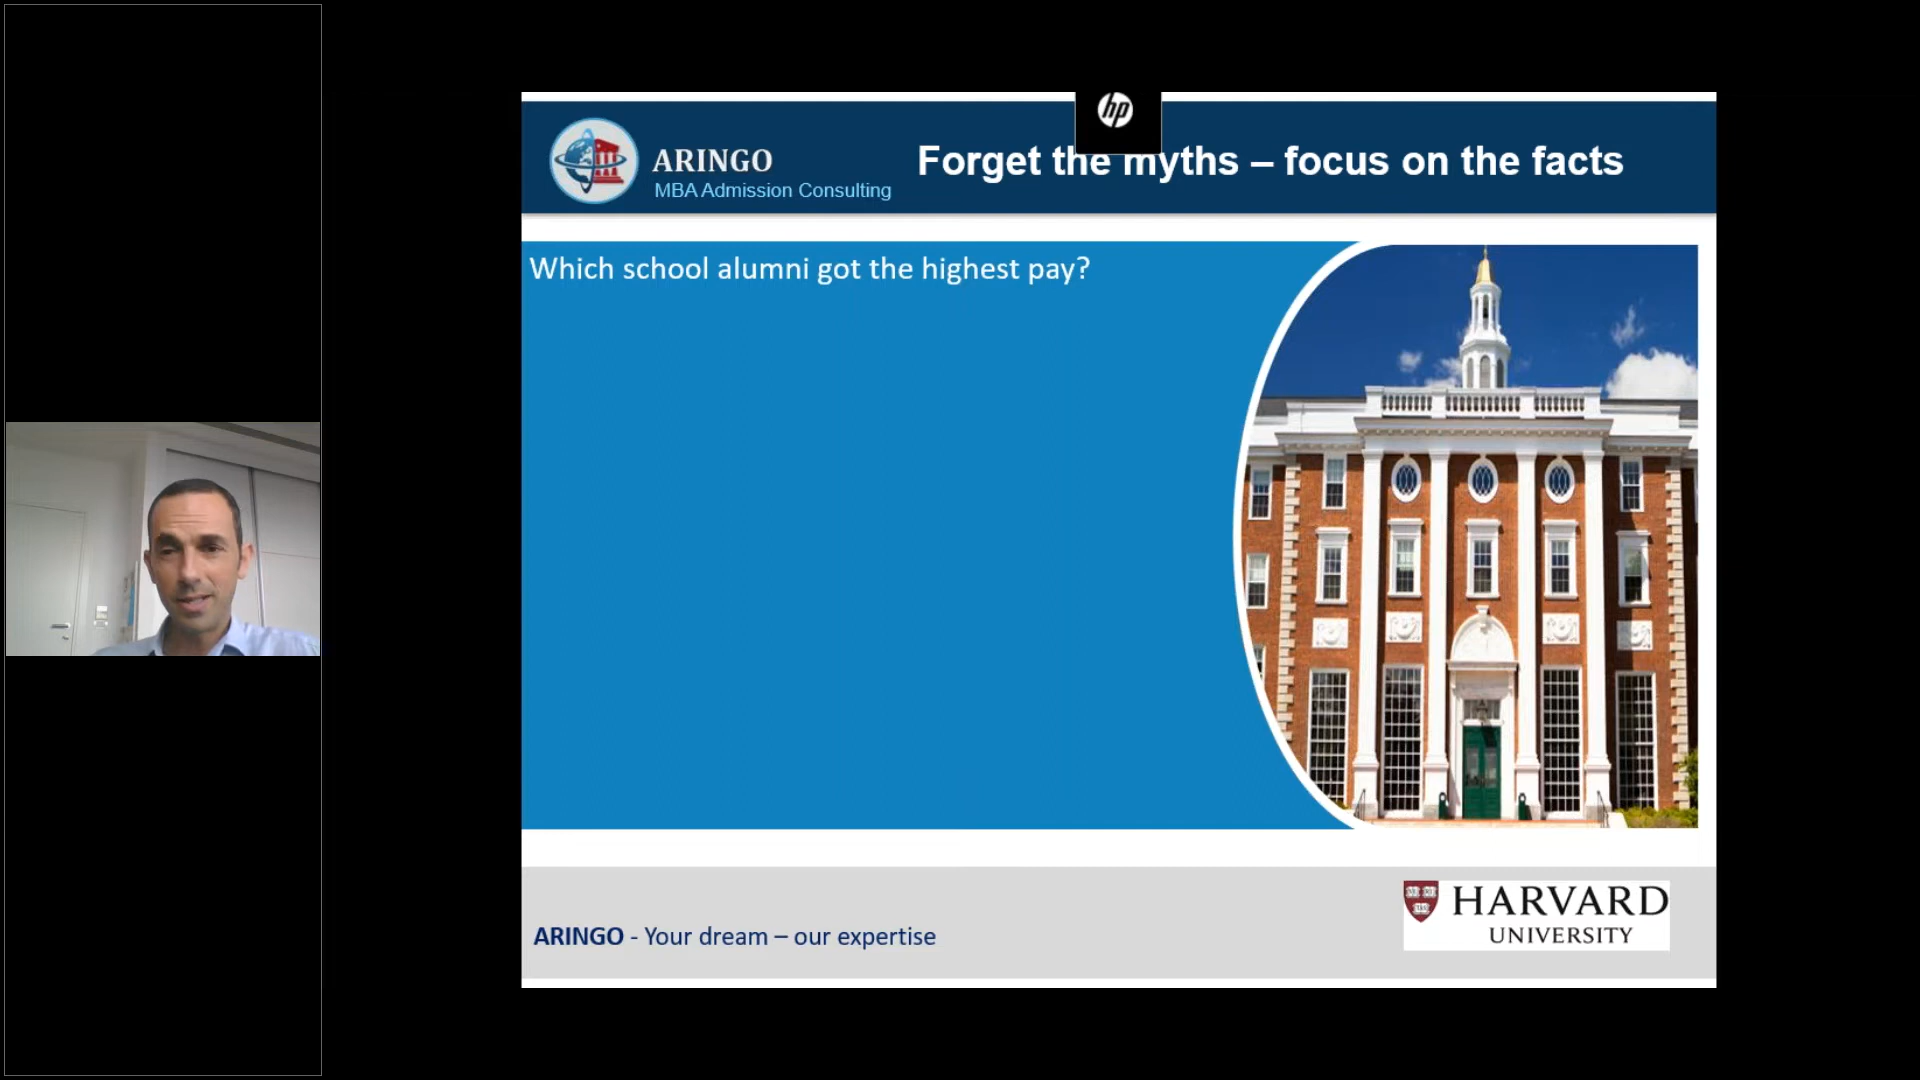 hp
ARINGO
MBA Admission Consulting
Forget the myths – focus on the facts
Which school alumni got the highest pay?
ARINGO - Your dream – our expertise
HARVARD
UNIVERSITY